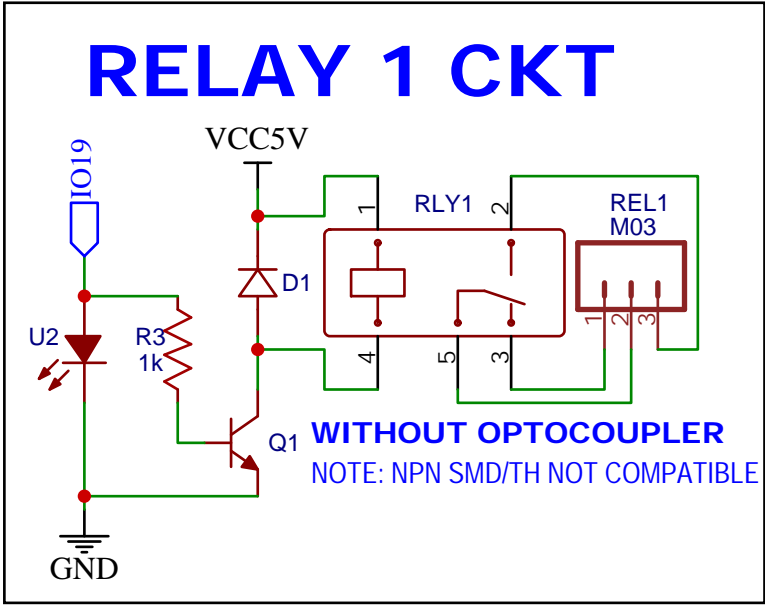 RELAY 1 CKT
IO19
VCC5V
1
RLY1
2
REL1
M03
D1
U2
R3
1k
1
2
3
4
5
3
Q1
WITHOUT OPTOCOUPLER
NOTE: NPN SMD/TH NOT COMPATIBLE
GND